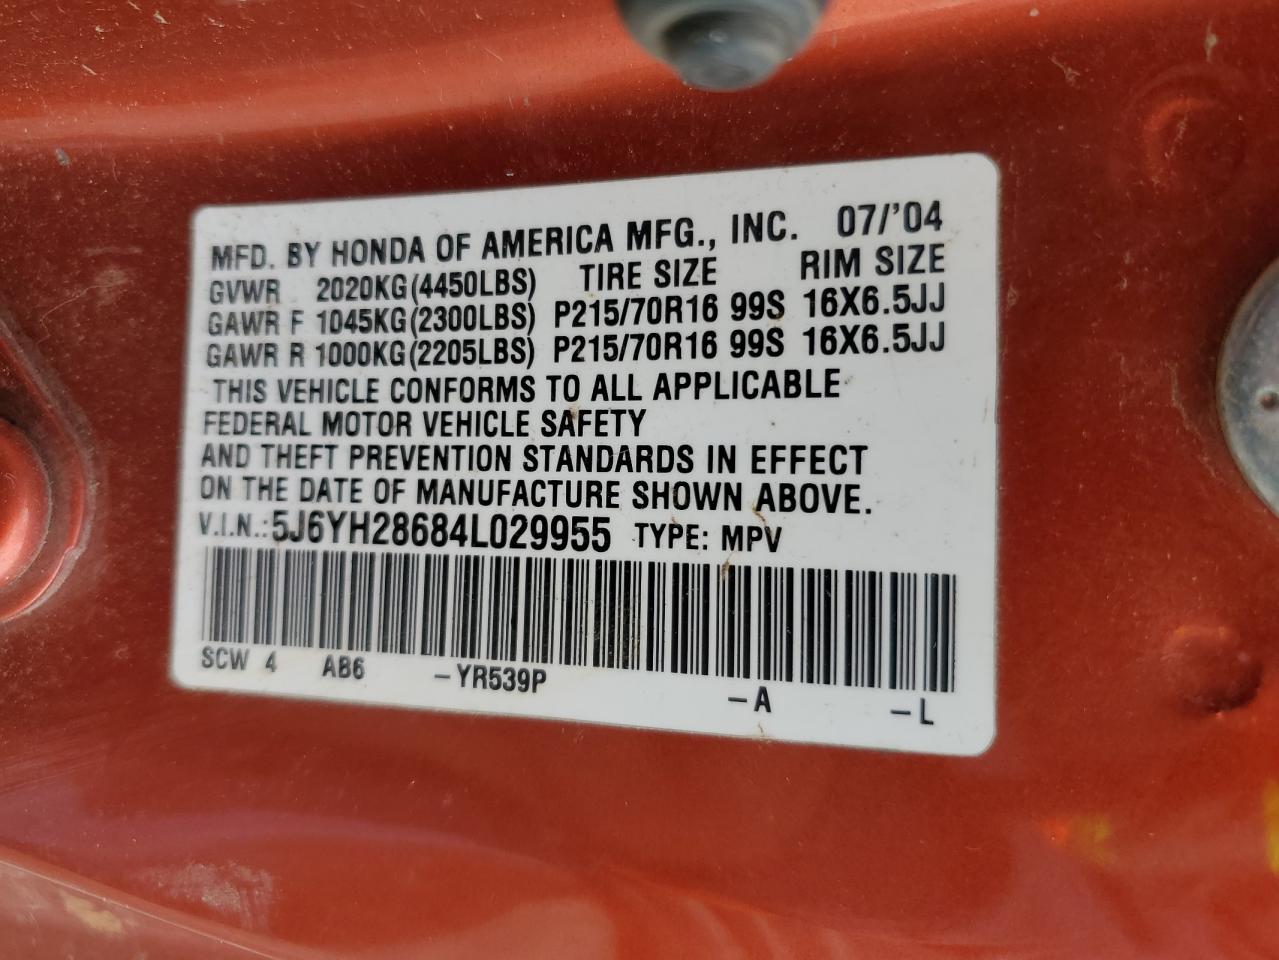 MFD. BY HONDA OF AMERICA MFG., INC. 07/'04
GVWR 2020KG(4450LBS) TIRE SIZE RIM SIZE
GAWR F 1045KG(2300LBS) P215/70R16 99S 16X6.5JJ
GAWR R 1000KG(2205LBS) P215/70R16 99S 16X6.5JJ
THIS VEHICLE CONFORMS TO ALL APPLICABLE
FEDERAL MOTOR VEHICLE SAFETY
AND THEFT PREVENTION STANDARDS IN EFFECT
ON THE DATE OF MANUFACTURE SHOWN ABOVE.
V.I.N.:5J6YH28684L029955 TYPE: MPV
SCW 4 AB6 -YR539P -A -L